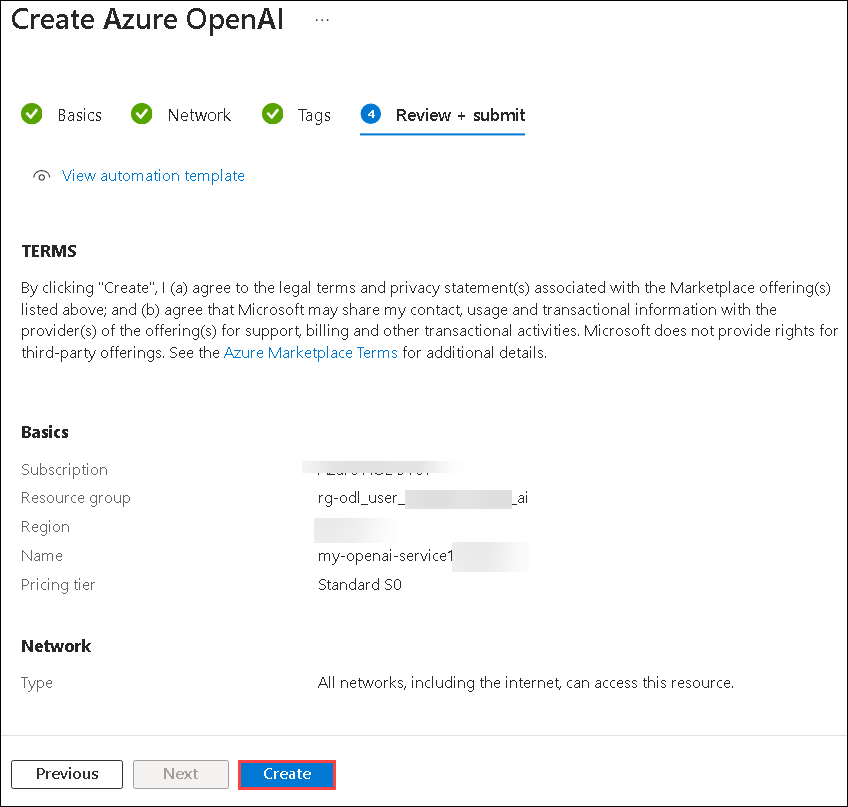 Create Azure OpenAI ...
Basics Network Tags 4 Review + submit
View automation template
TERMS
By clicking "Create", I (a) agree to the legal terms and privacy statement(s) associated with the Marketplace offering(s)
listed above; and (b) agree that Microsoft may share my contact, usage and transactional information with the
provider(s) of the offering(s) for support, billing and other transactional activities. Microsoft does not provide rights for
third-party offerings. See the Azure Marketplace Terms for additional details.
Basics
Subscription
Resource group rg-odl_user_ _ai
Region
Name my-openai-service1
Pricing tier Standard S0
Network
Type All networks, including the internet, can access this resource.
Previous Next Create